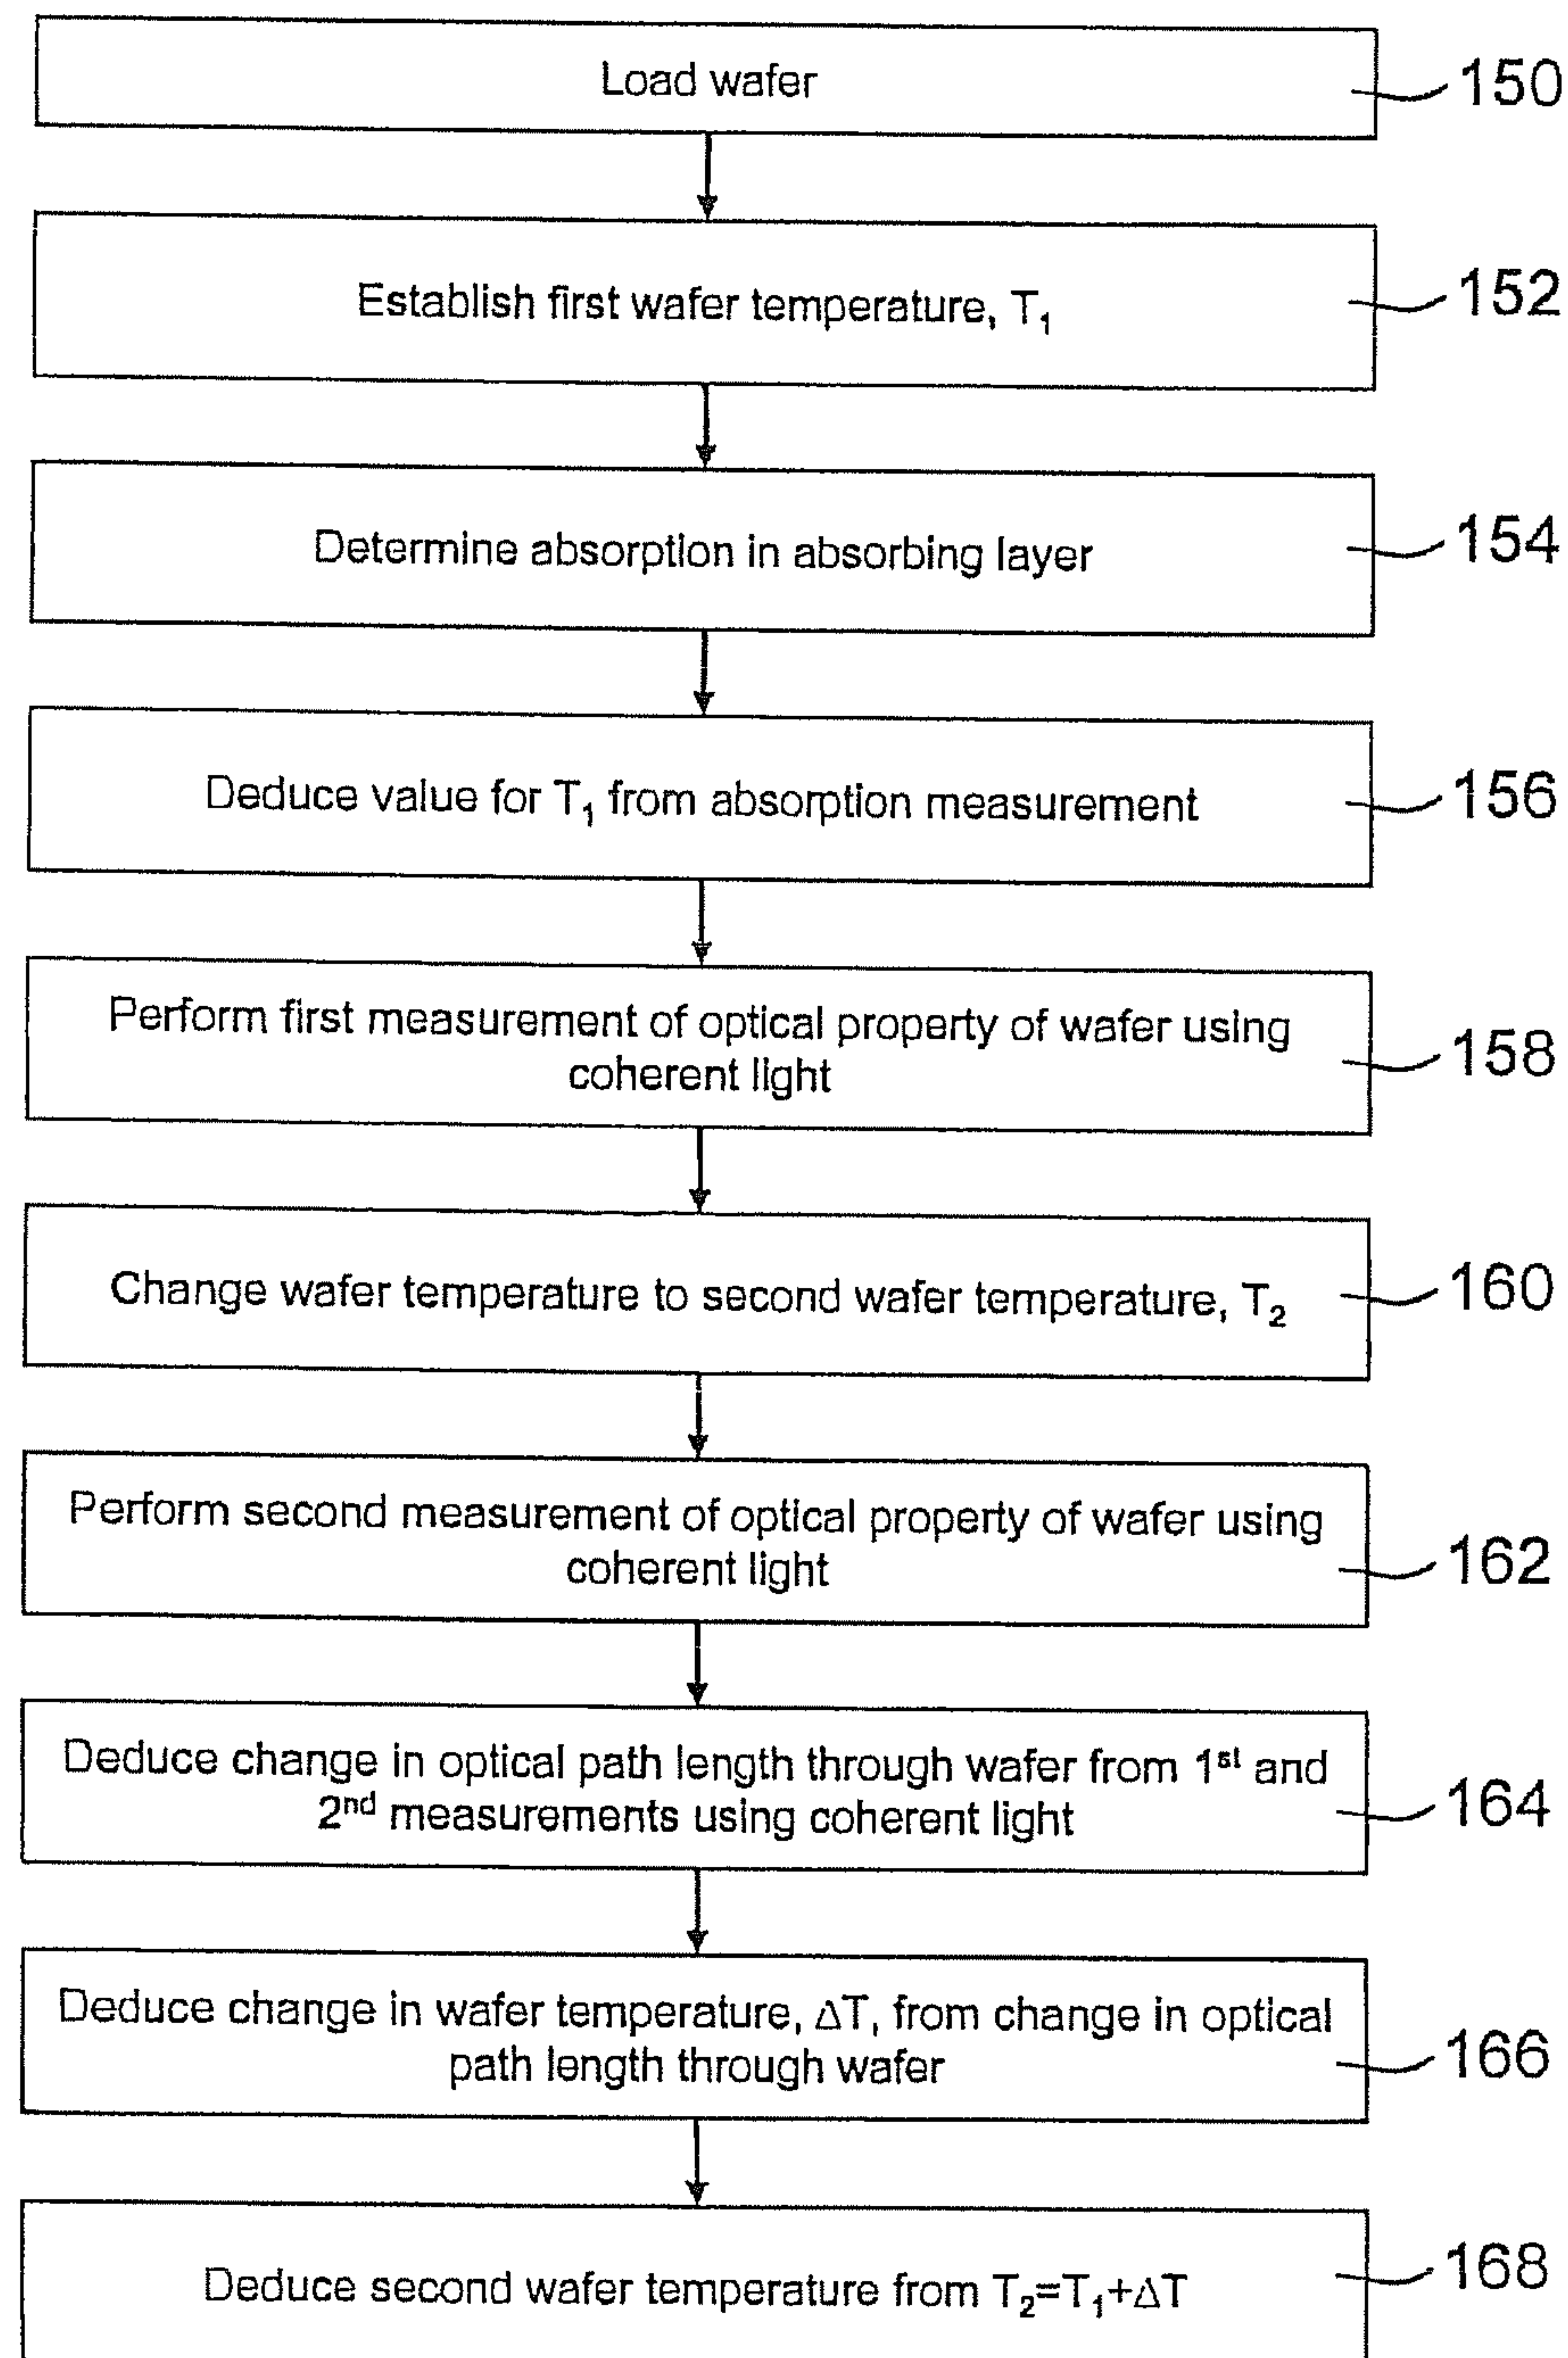 Load wafer
150
Establish first wafer temperature, T₁
152
Determine absorption in absorbing layer
154
Deduce value for T₁ from absorption measurement
156
Perform first measurement of optical property of wafer using
coherent light
158
Change wafer temperature to second wafer temperature, T₂
160
Perform second measurement of optical property of wafer using
coherent light
162
Deduce change in optical path length through wafer from 1ˢᵗ and
2ⁿᵈ measurements using coherent light
164
Deduce change in wafer temperature, ΔT, from change in optical
path length through wafer
166
Deduce second wafer temperature from T₂=T₁+ΔT
168